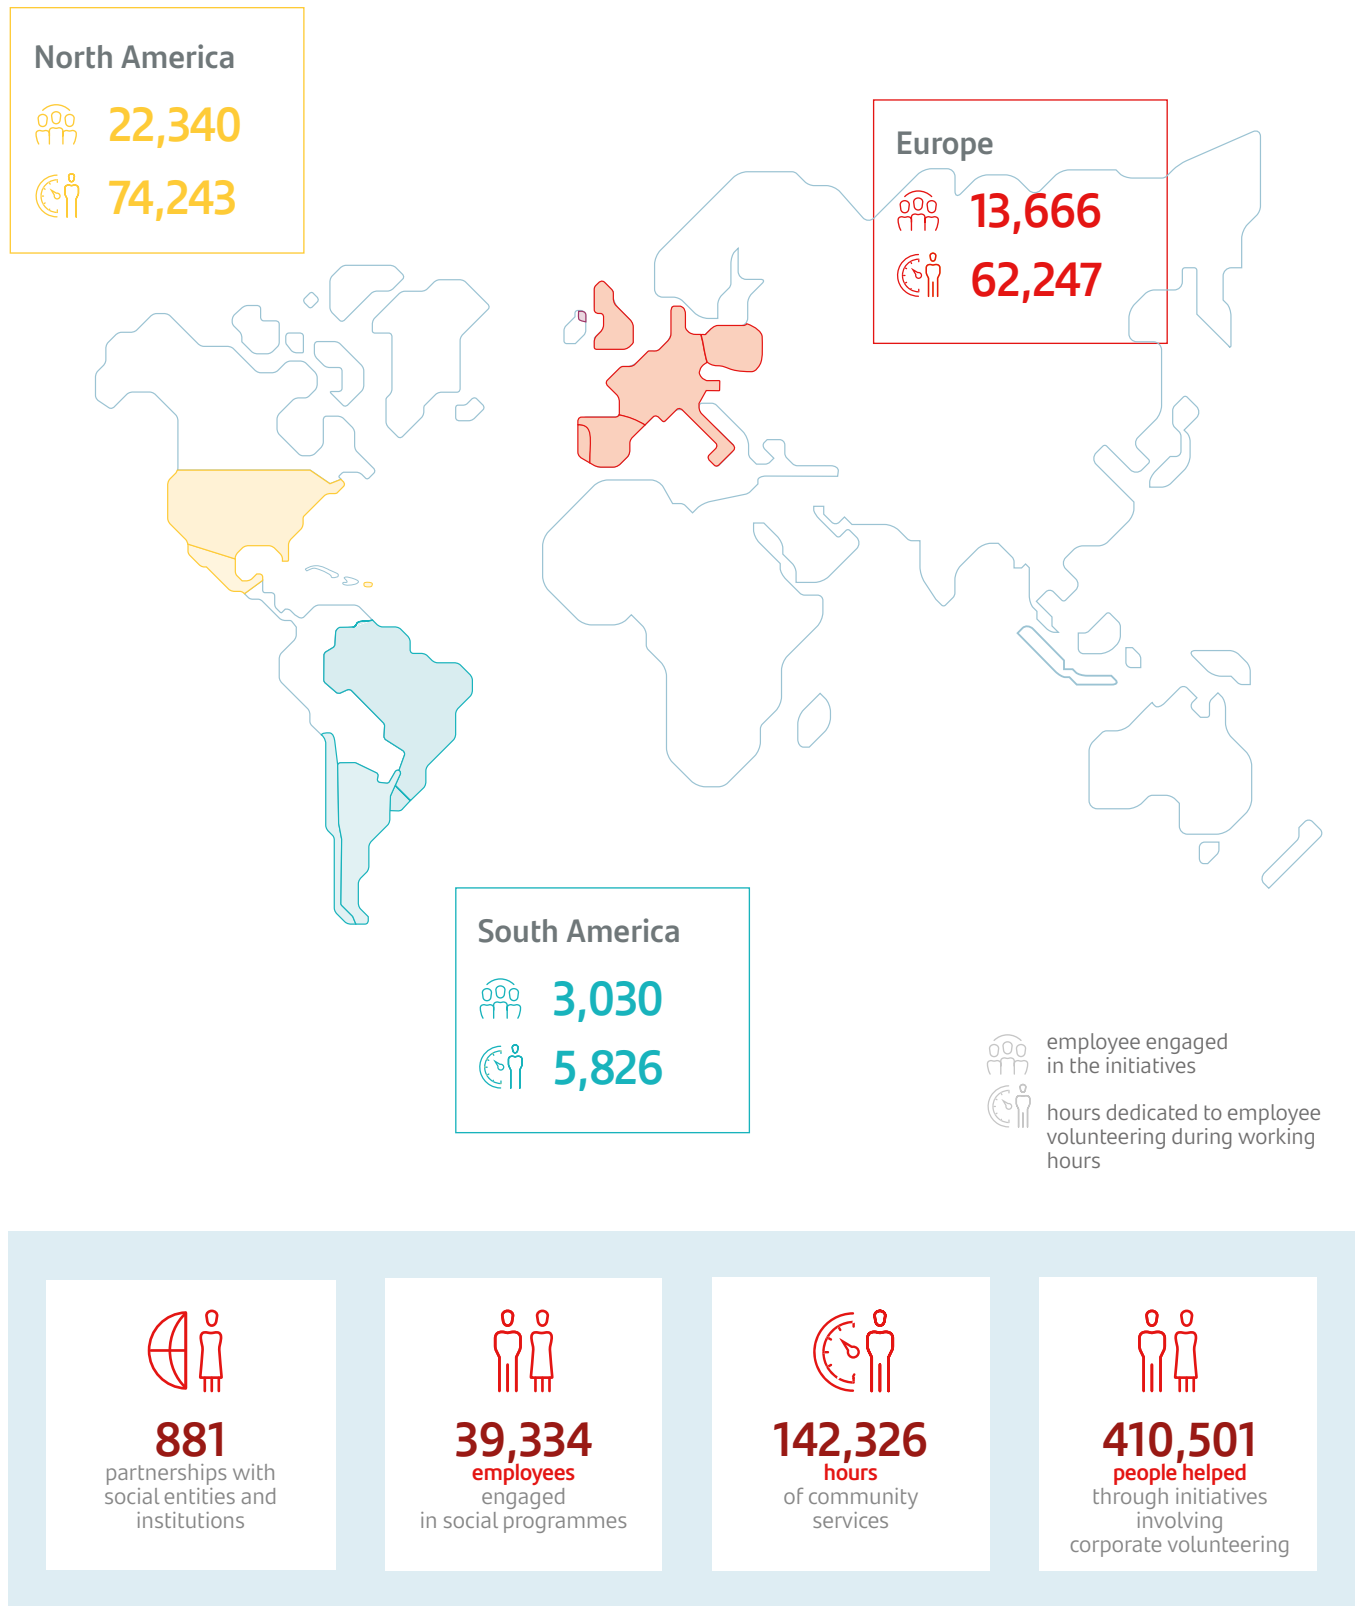 North America
22,340
74,243
Europe
13,666
62,247
South America
3,030
5,826
employee engaged
in the initiatives
hours dedicated to employee
volunteering during working
hours
881
partnerships with
social entities and
institutions
39,334
employees
engaged
in social programmes
142,326
hours
of community
services
410,501
people helped
through initiatives
involving
corporate volunteering